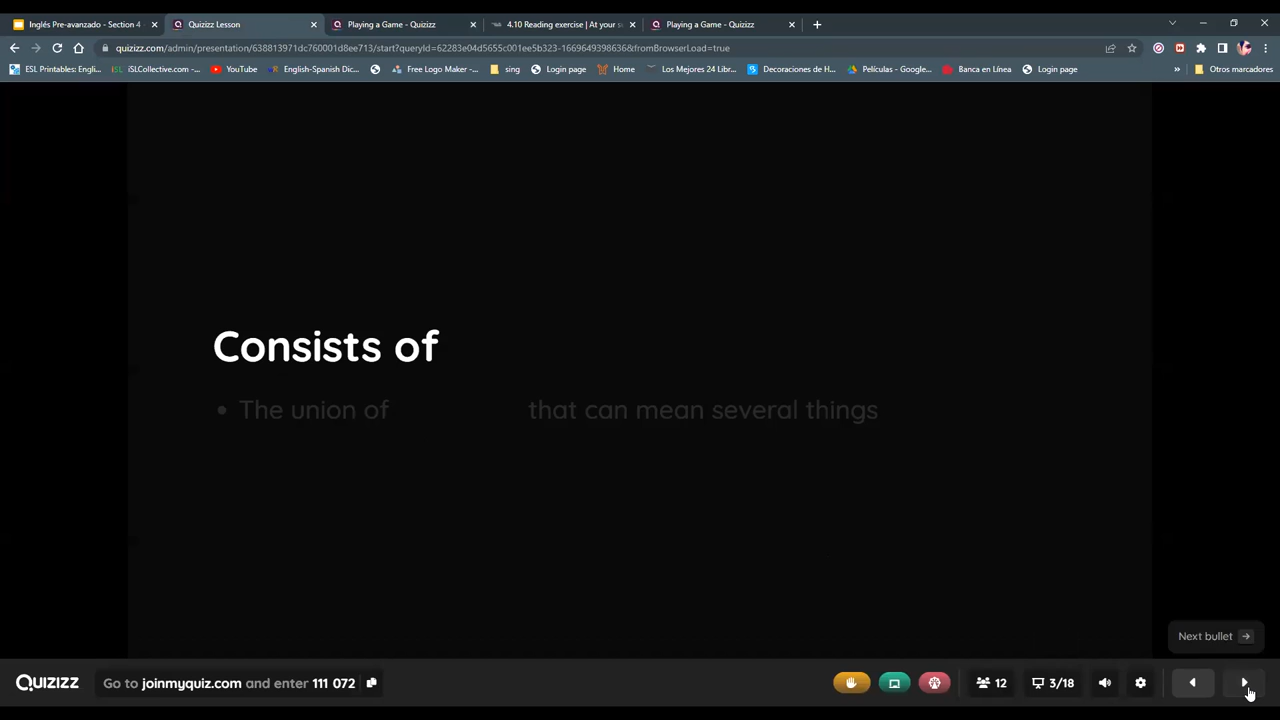 Inglés Pre-avanzado - Section 4
Quizizz Lesson
Playing a Game - Quizizz
4.10 Reading exercise | At your s
Playing a Game - Quizizz
quizizz.com/admin/presentation/638813971dc760001d8ee713/start?queryId=62283e04d5655c001ee5b323-1669649398636&fromBrowserLoad=true
ESL Printables: Engli...
iSLCollective.com -...
YouTube
English-Spanish Dic...
Free Logo Maker -...
sing
Login page
Home
Los Mejores 24 Libr...
Decoraciones de H...
Películas - Google...
Banca en Línea
Login page
»
Otros marcadores
Consists of
• The union of that can mean several things
Next bullet
QUIZIZZ
Go to joinmyquiz.com and enter 111 072
12
3/18